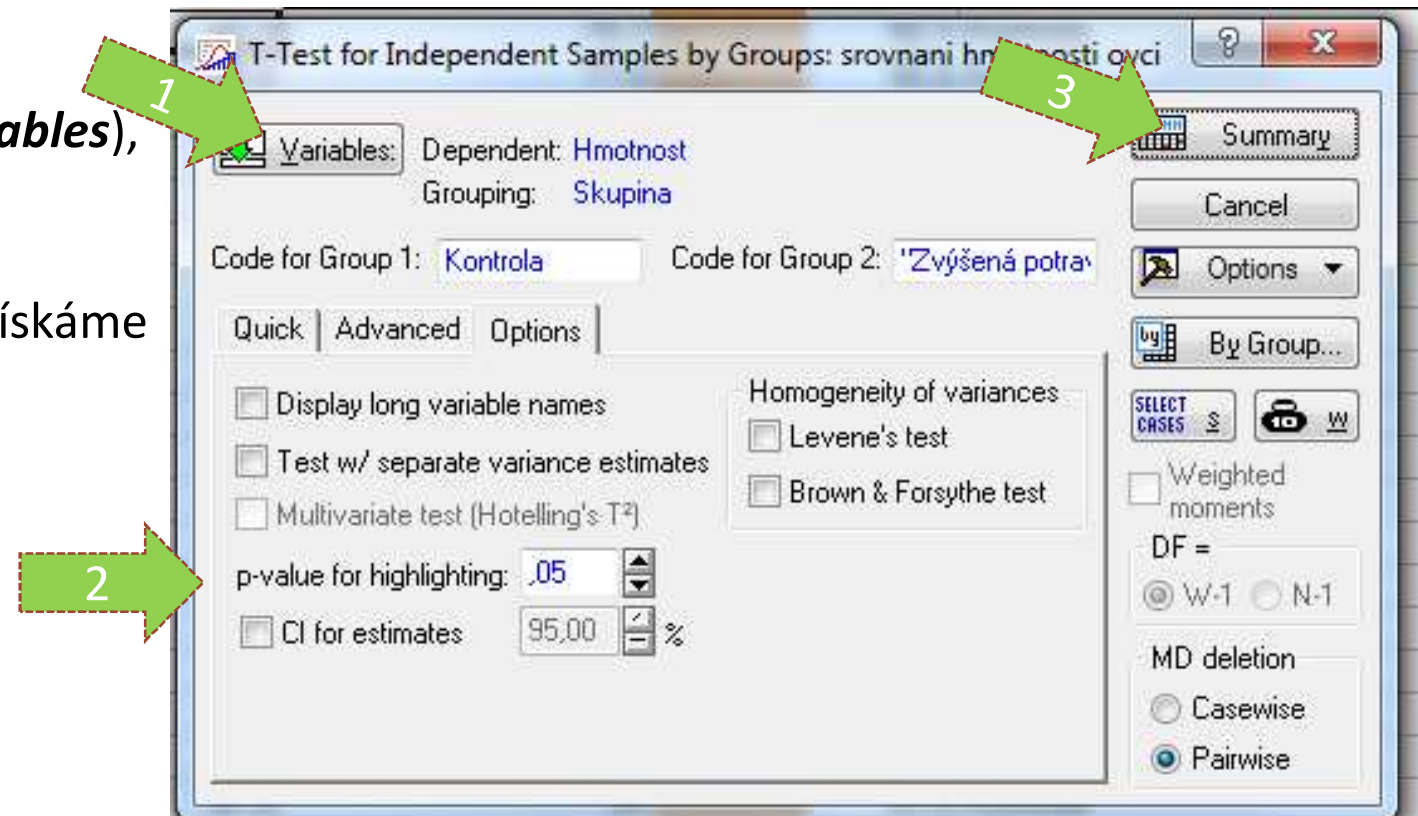 T-Test for Independent Samples by Groups: srovnani ovci
1
3
ables),
Variables:
Dependent: Hmotnost
Summary
Grouping: Skupina
Cancel
Code for Group 1: Kontrola
Code for Group 2: "Zvýšená potrav
Options
ískáme
Quick
Advanced
Options
By Group...
Display long variable names
Homogeneity of variances
Levene's test
SELECT CASES S
W
Test w/ separate variance estimates
Brown & Forsythe test
Weighted moments
Multivariate test (Hotelling's T²)
DF =
2
p-value for highlighting: ,05
W-1
N-1
CI for estimates
95,00 %
MD deletion
Casewise
Pairwise